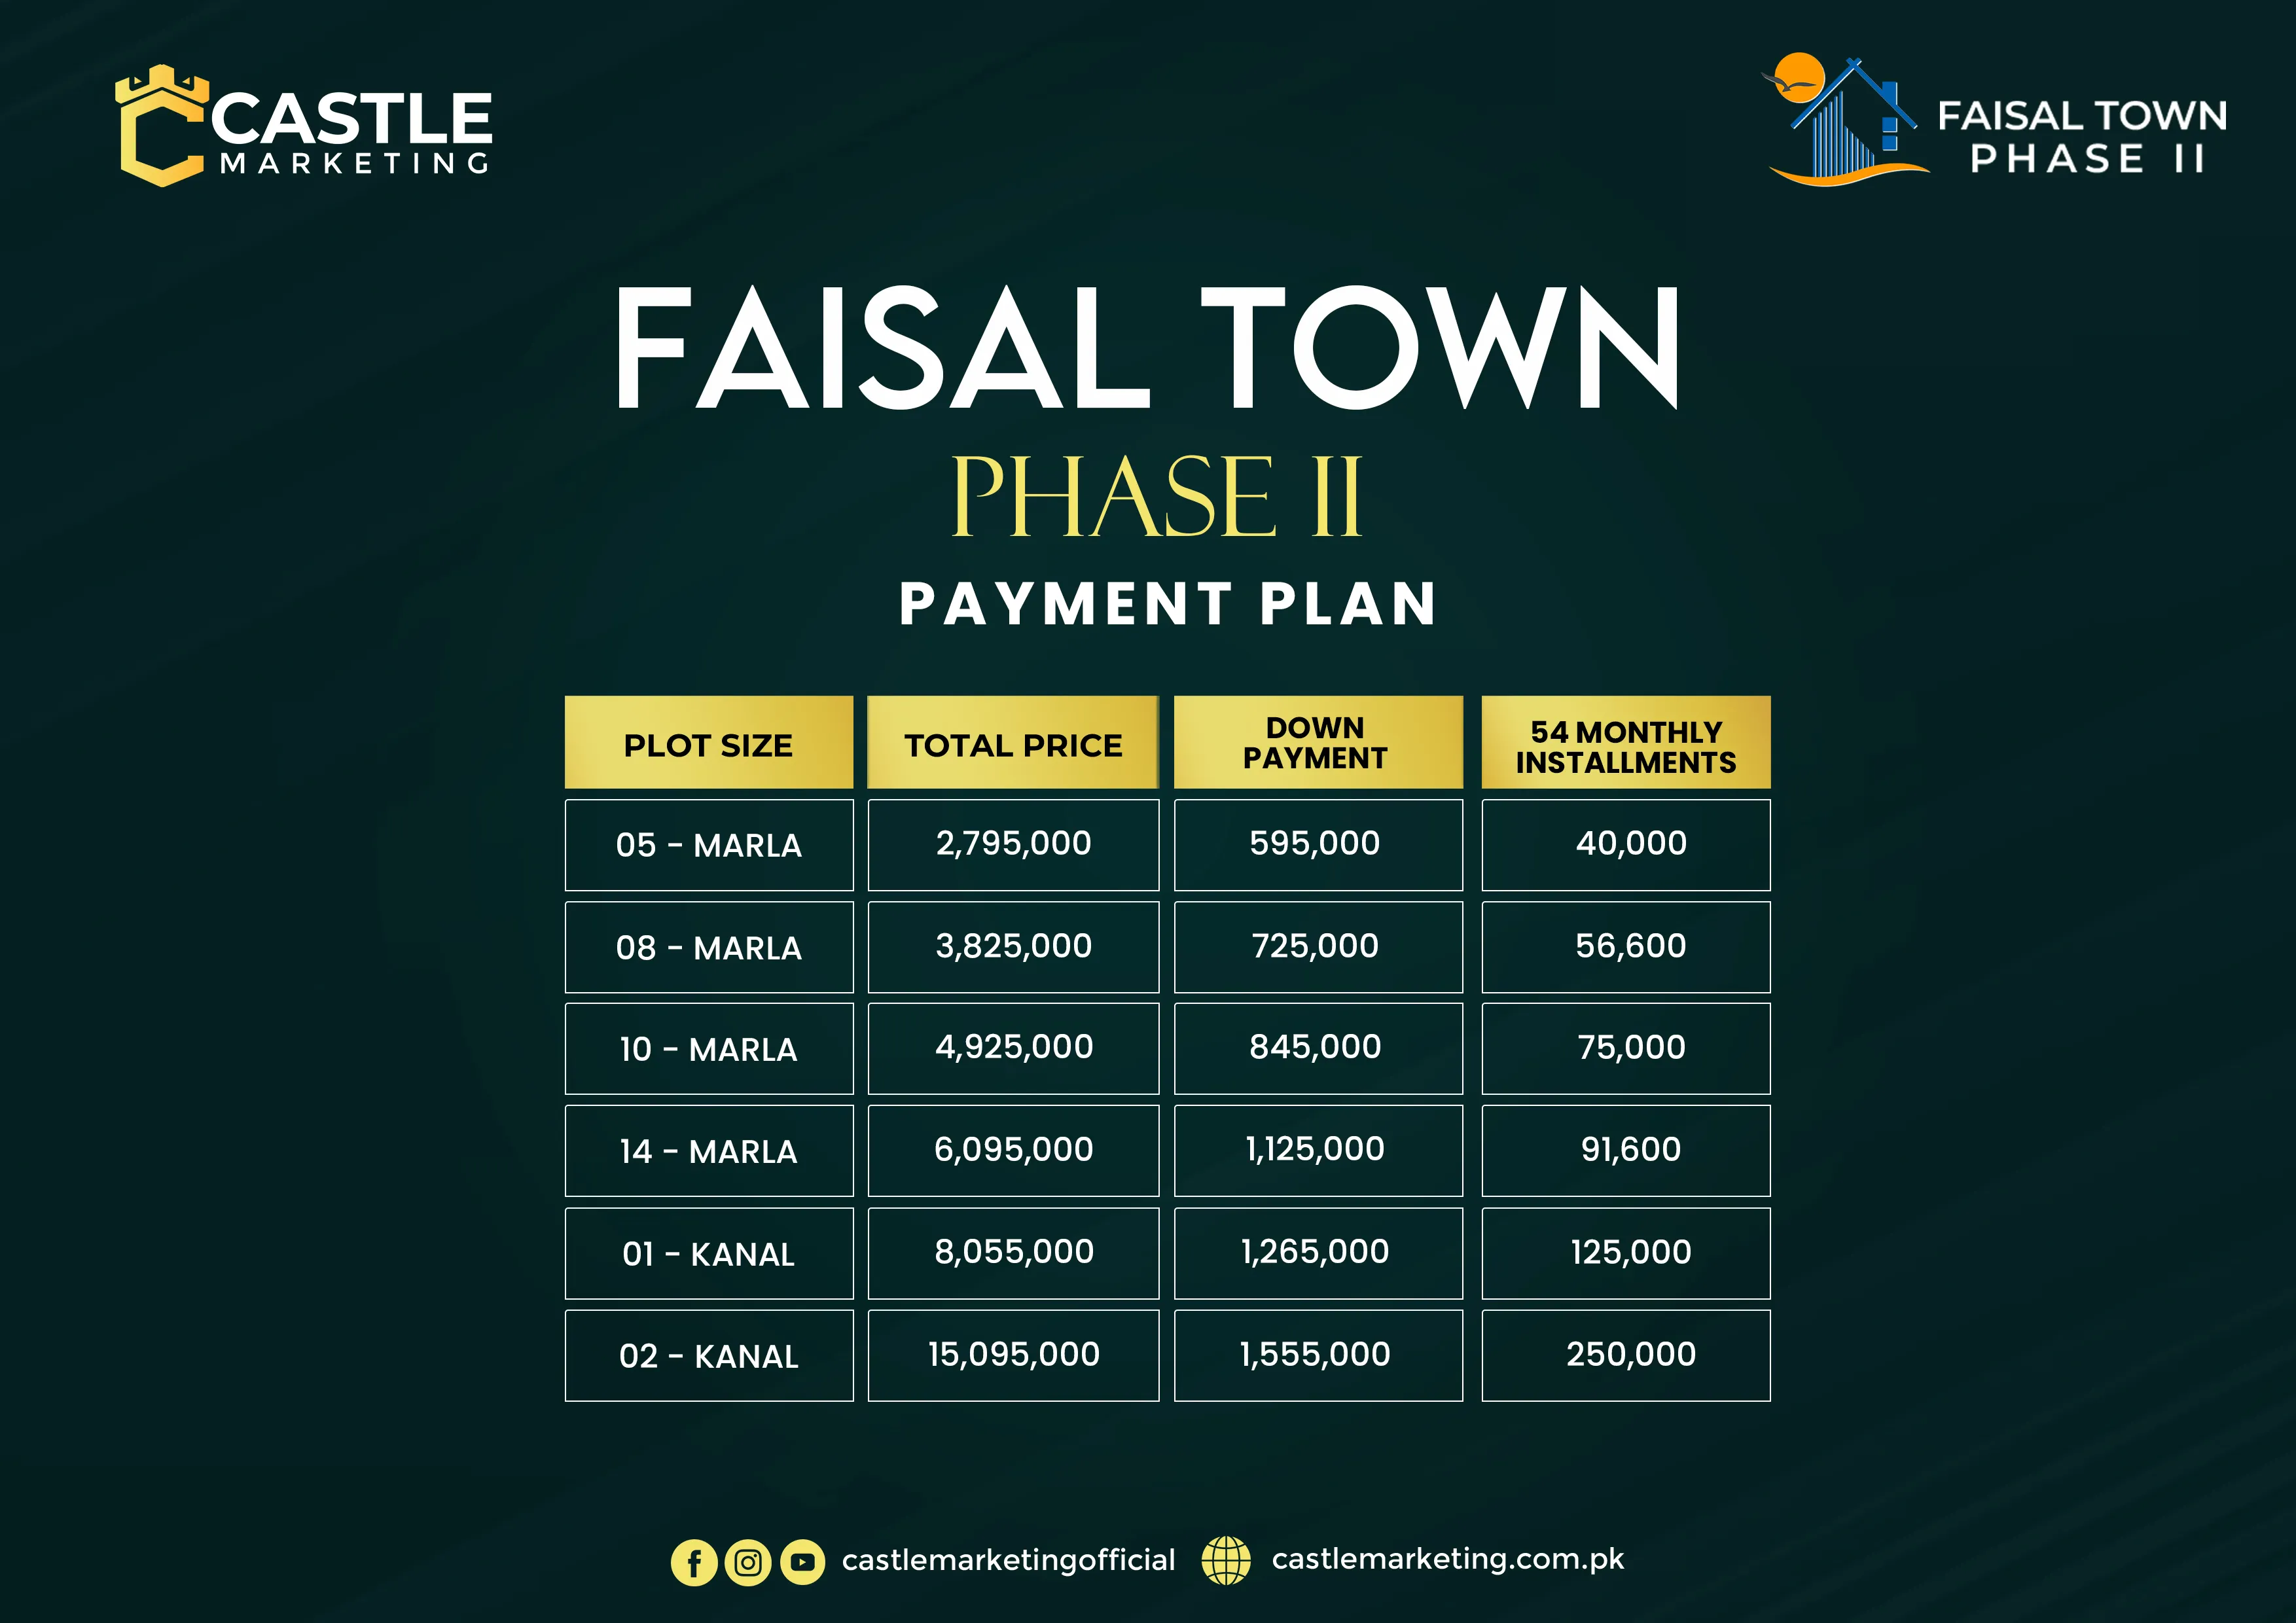 CASTLE
MARKETING
FAISAL TOWN
PHASE II
FAISAL TOWN
PHASE II
PAYMENT PLAN
PLOT SIZE TOTAL PRICE DOWN PAYMENT 54 MONTHLY INSTALLMENTS
05 - MARLA 2,795,000 595,000 40,000
08 - MARLA 3,825,000 725,000 56,600
10 - MARLA 4,925,000 845,000 75,000
14 - MARLA 6,095,000 1,125,000 91,600
01 - KANAL 8,055,000 1,265,000 125,000
02 - KANAL 15,095,000 1,555,000 250,000
castlemarketingofficial castlemarketing.com.pk